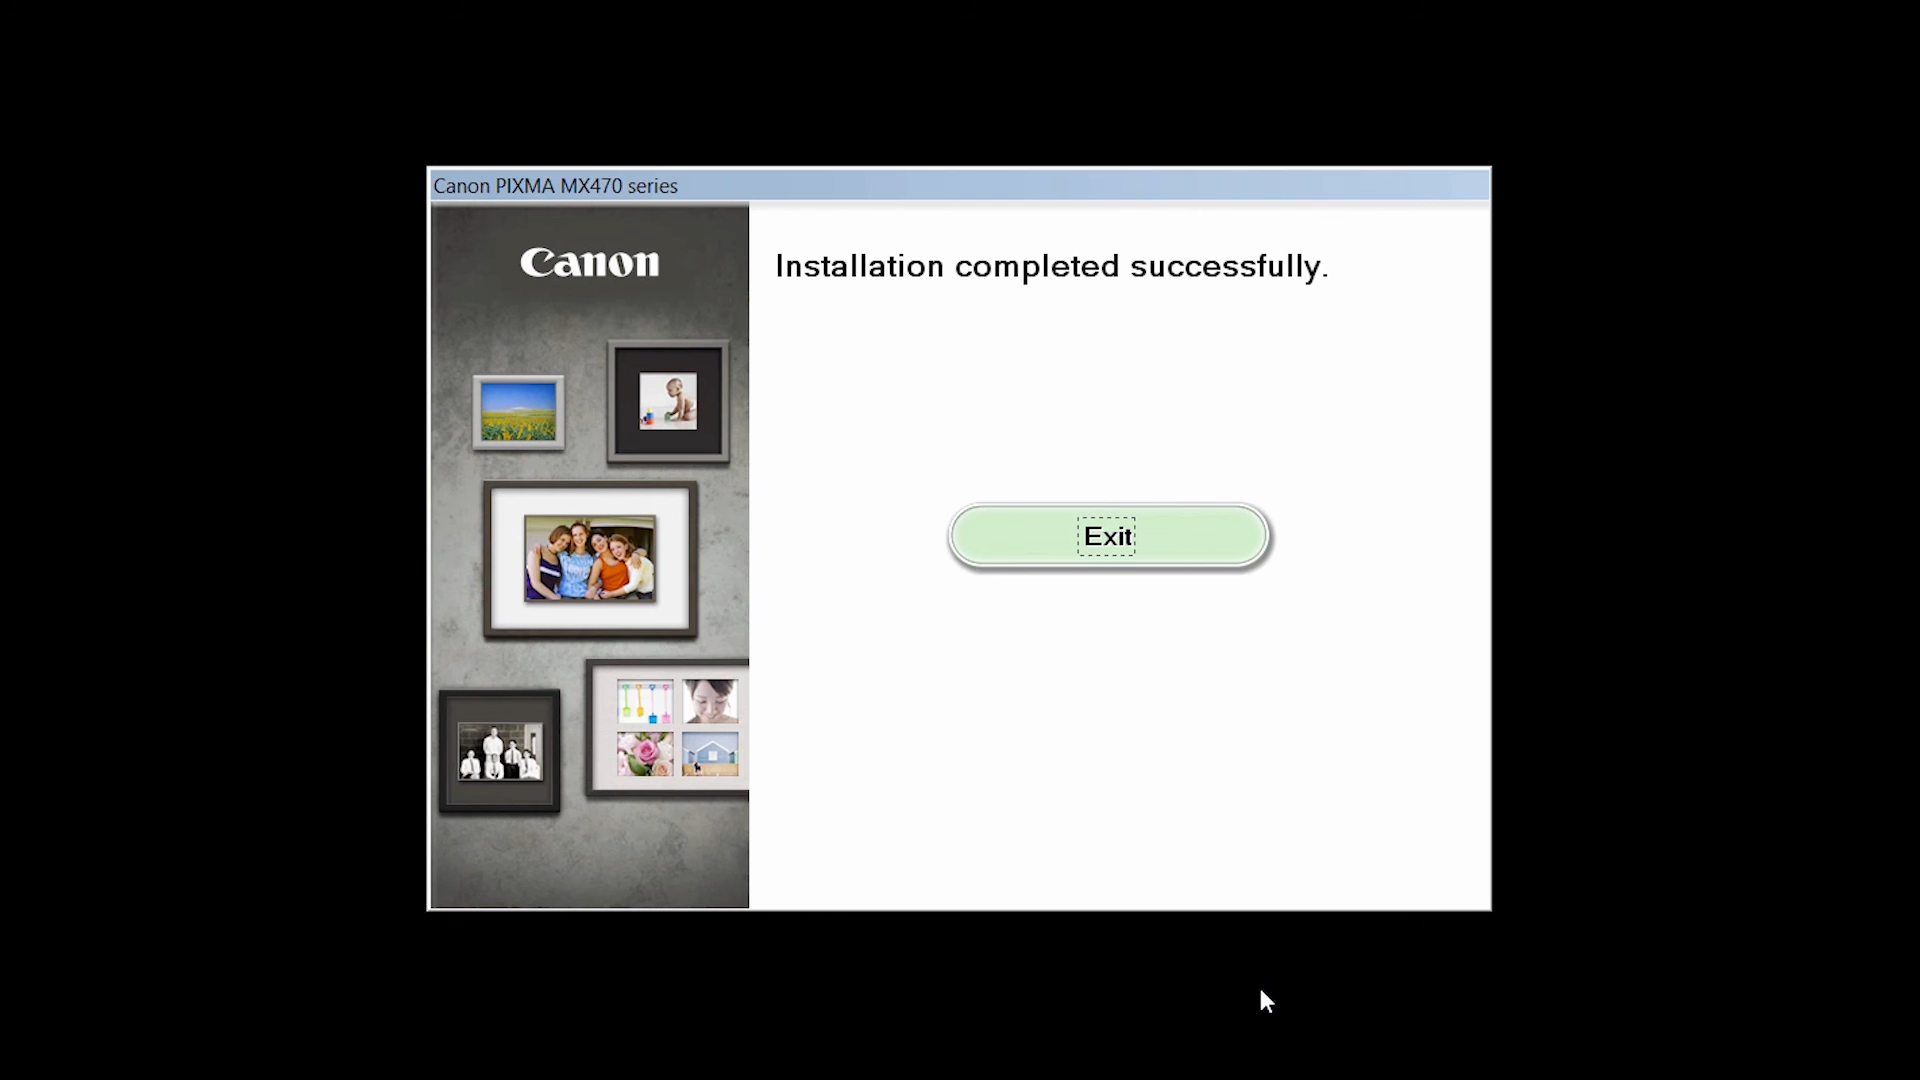 Canon PIXMA MX470 series
Canon
Installation completed successfully.
Exit